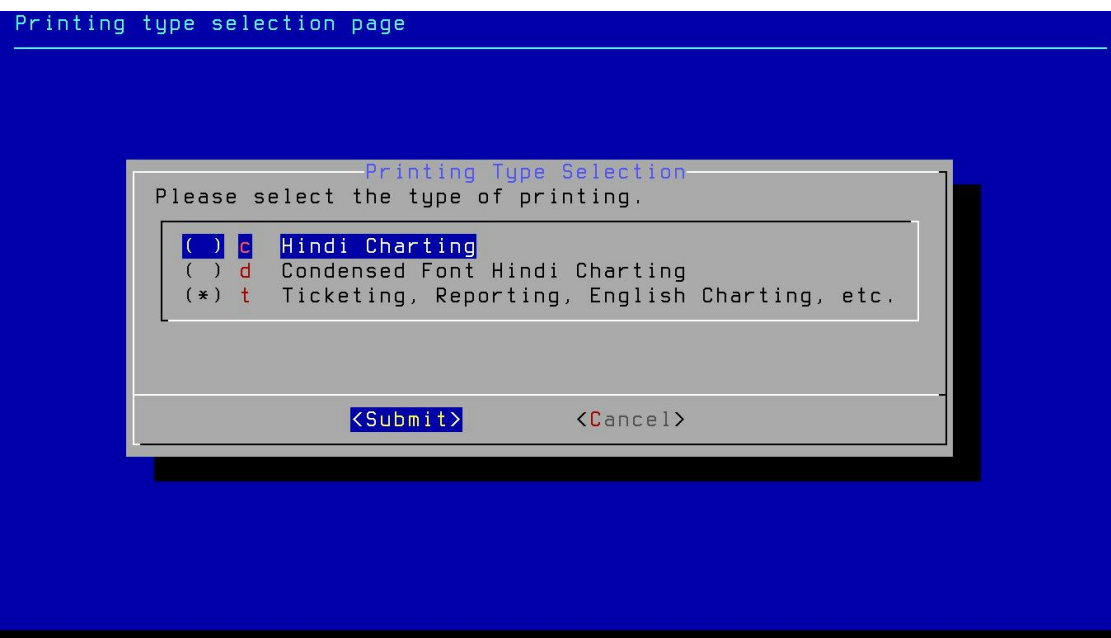 Printing type selection page
Printing Type Selection
Please select the type of printing.
( ) c Hindi Charting
( ) d Condensed Font Hindi Charting
(*) t Ticketing, Reporting, English Charting, etc.
<Submit> <Cancel>